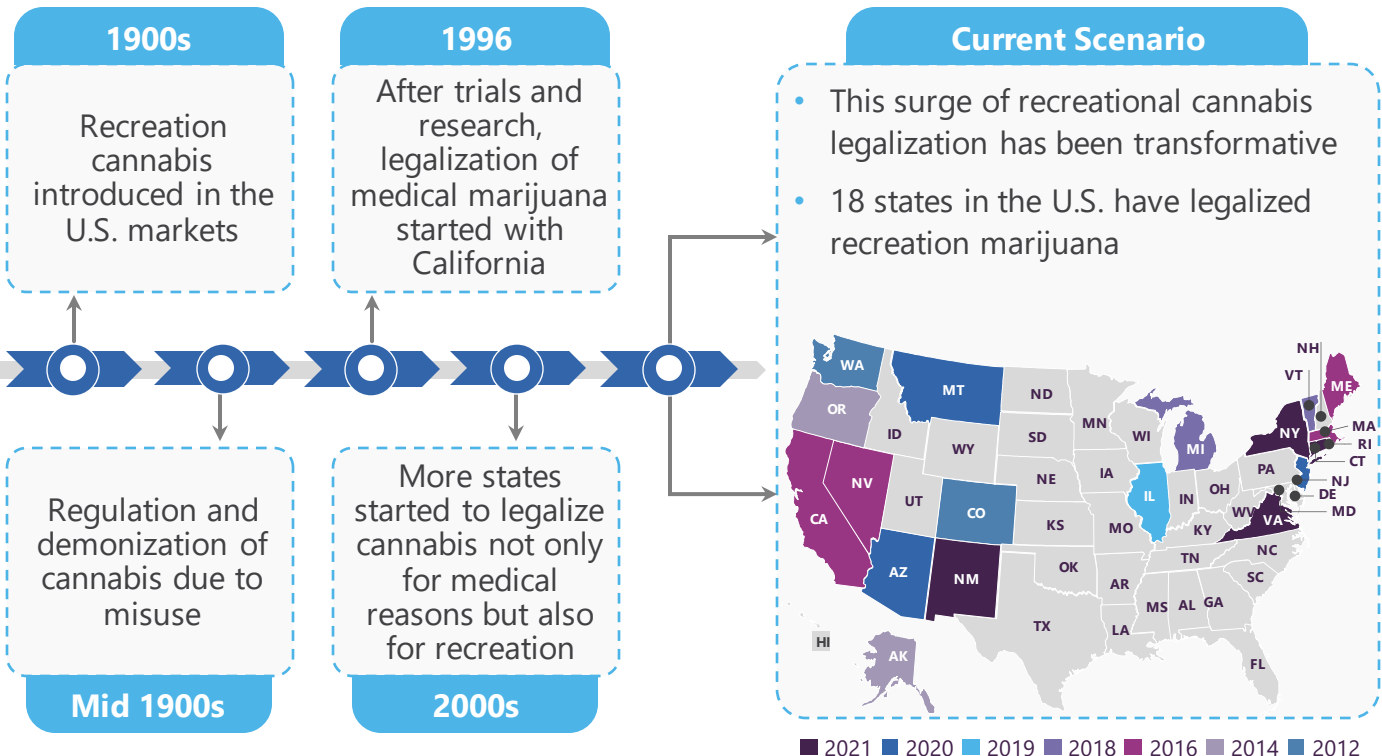 1900s
Recreation
cannabis
introduced in the
U.S. markets
1996
After trials and
research,
legalization of
medical marijuana
started with
California
Regulation and
demonization of
cannabis due to
misuse
Mid 1900s
More states
started to legalize
cannabis not only
for medical
reasons but also
for recreation
2000s
Current Scenario
• This surge of recreational cannabis
legalization has been transformative
• 18 states in the U.S. have legalized
recreation marijuana
WA
OR
CA
NV
ID
MT
WY
UT
AZ
CO
NM
ND
SD
NE
KS
OK
TX
MN
IA
MO
AR
LA
WI
IL
MI
IN
OH
KY
TN
MS
AL
GA
FL
SC
NC
VA
WV
PA
NY
VT
NH
ME
MA
RI
CT
NJ
DE
MD
HI
AK
2021 2020 2019 2018 2016 2014 2012